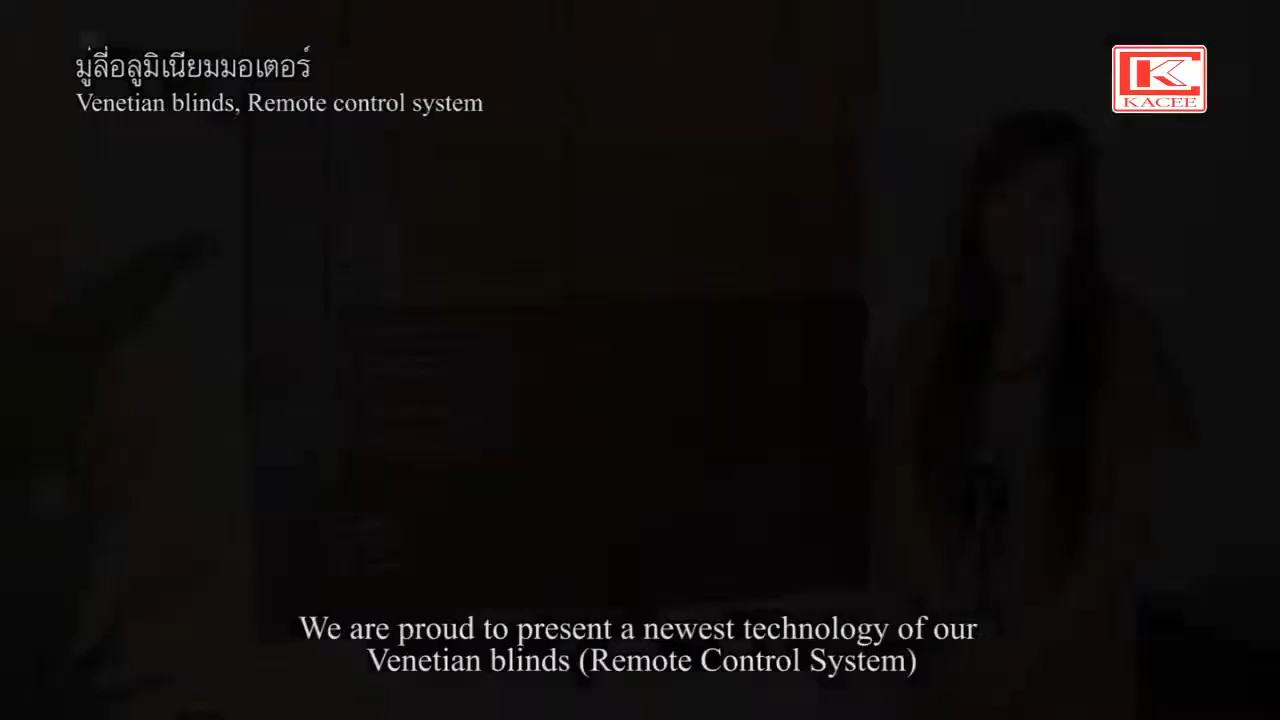 มู่ลี่อลูมิเนียมมอเตอร์
Venetian blinds, Remote control system
KACEE
We are proud to present a newest technology of our
Venetian blinds (Remote Control System)